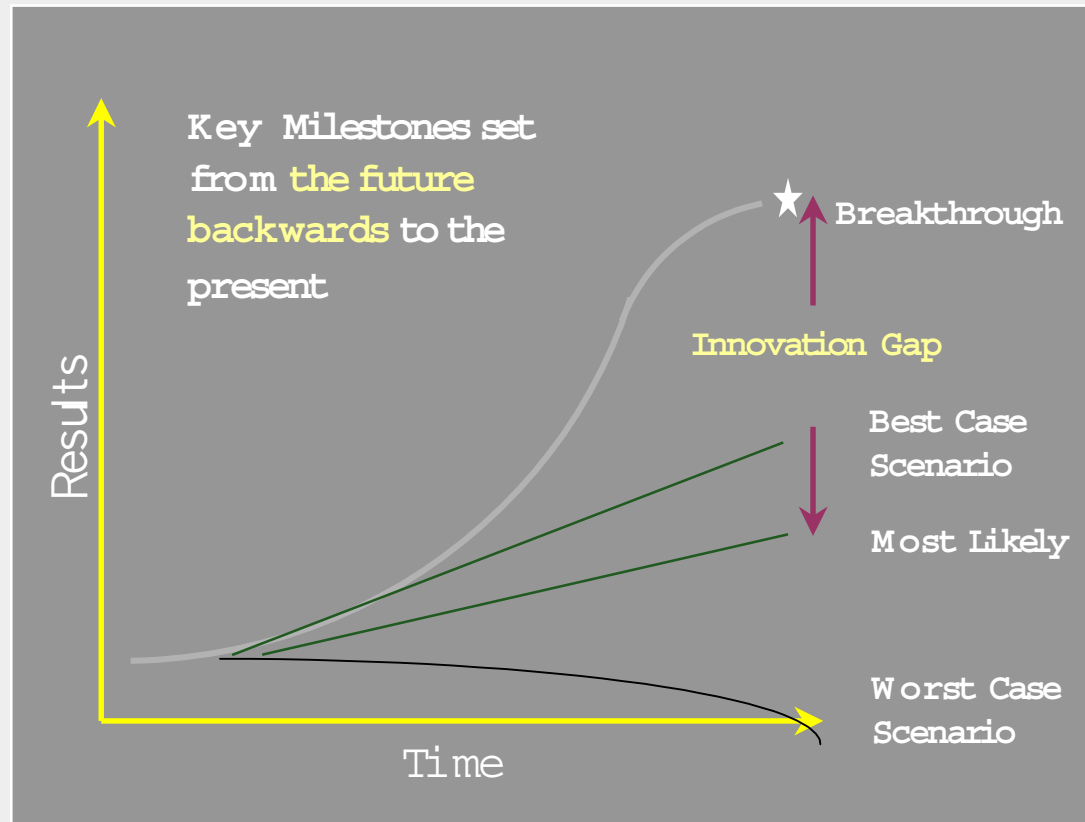 Key Milestones set
from the future
backwards to the
present
Breakthrough
Innovation Gap
Best Case
Scenario
Most Likely
Worst Case
Scenario
Results
Time